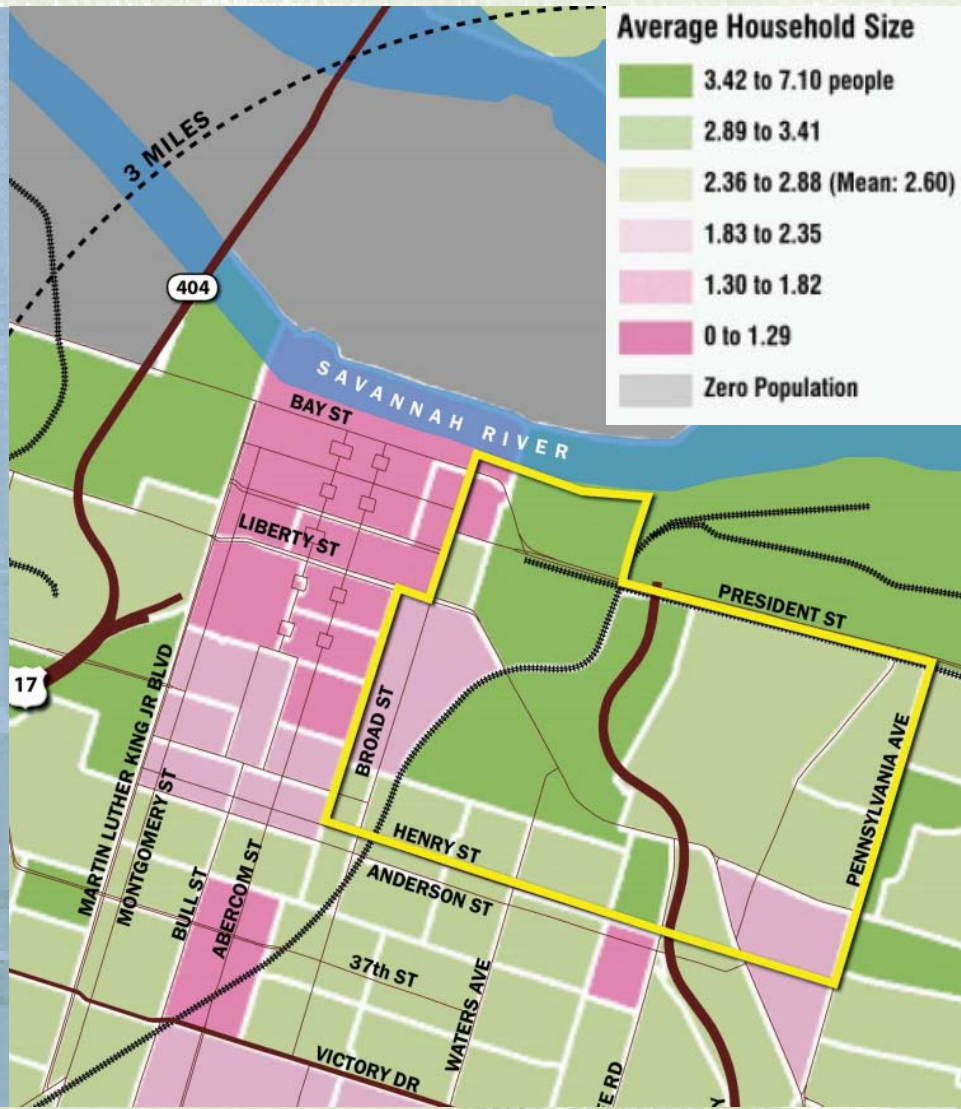 Average Household Size
3.42 to 7.10 people
2.89 to 3.41
2.36 to 2.88 (Mean: 2.60)
1.83 to 2.35
1.30 to 1.82
0 to 1.29
Zero Population
3 MILES
404
SAVANNAH RIVER
BAY ST
LIBERTY ST
PRESIDENT ST
17
MARTIN LUTHER KING JR BLVD
MONTGOMERY ST
BULL ST
ABERCOM ST
BROAD ST
PENNSYLVANIA AVE
HENRY ST
ANDERSON ST
37th ST
WATERS AVE
VICTORY DR
RD